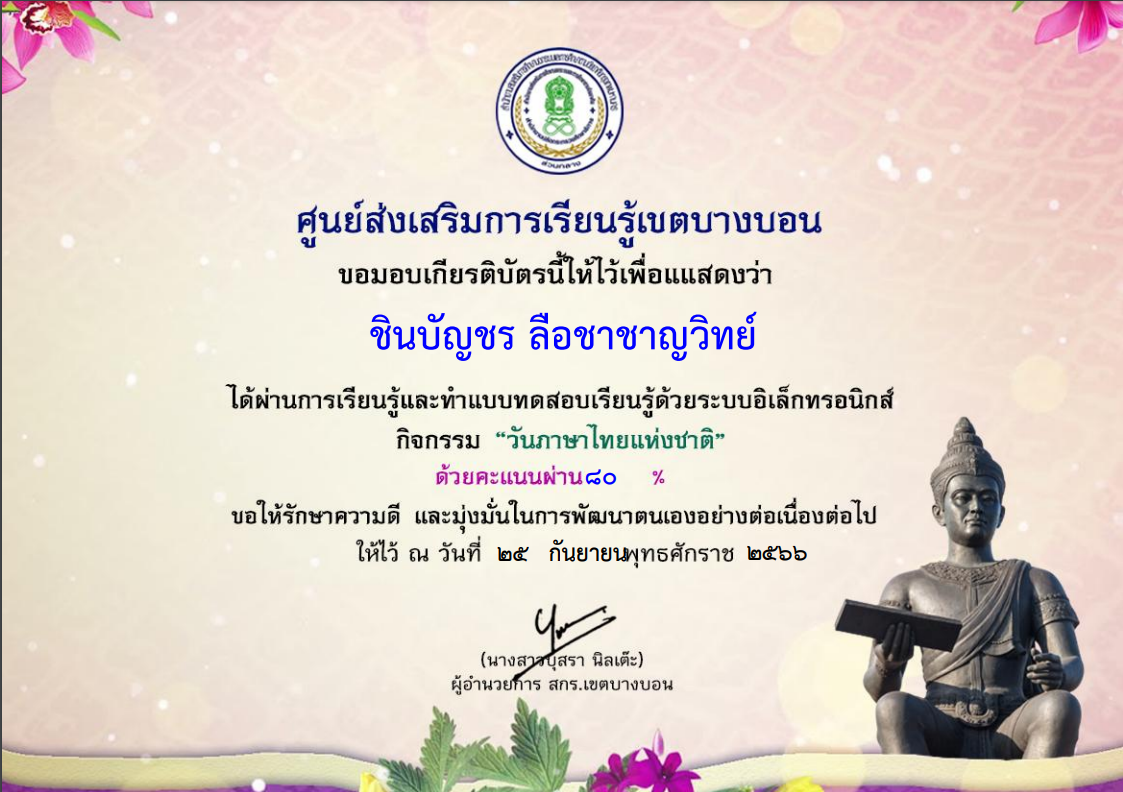 ส่วนกลาง
ศูนย์ส่งเสริมการเรียนรู้เขตบางบอน
ขอมอบเกียรติบัตรนี้ให้ไว้เพื่อแแสดงว่า
ชินบัญชร ลือชาชาญวิทย์
ได้ผ่านการเรียนรู้และทำแบบทดสอบเรียนรู้ด้วยระบบอิเล็กทรอนิกส์
กิจกรรม “วันภาษาไทยแห่งชาติ”
ด้วยคะแนนผ่าน๘๐ %
ขอให้รักษาความดี และมุ่งมั่นในการพัฒนาตนเองอย่างต่อเนื่องต่อไป
ให้ไว้ ณ วันที่ ๒๕ กันยายนพุทธศักราช ๒๕๖๖
(นางสาวบุสรา นิลเต๊ะ)
ผู้อำนวยการ สกร.เขตบางบอน